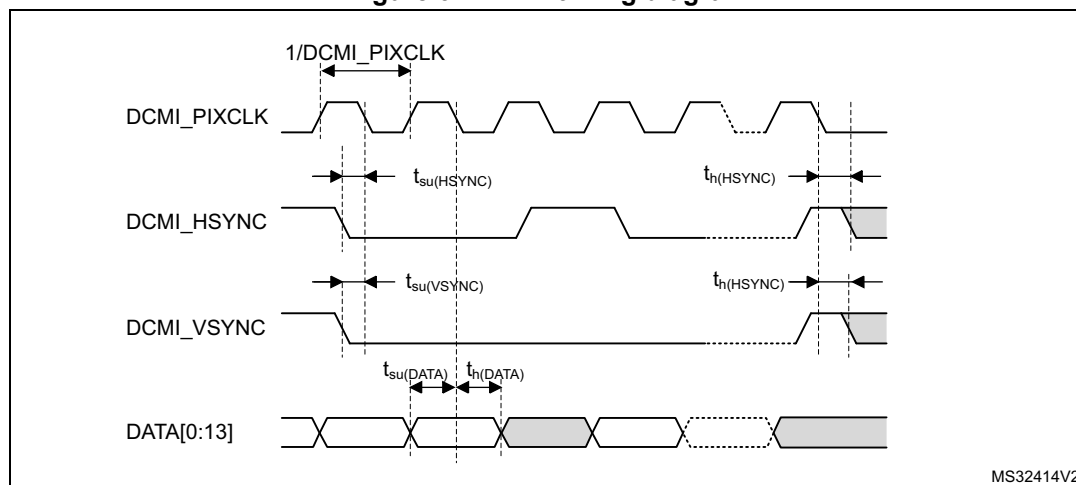 1/DCMI_PIXCLK
DCMI_PIXCLK
tsu(HSYNC)
th(HSYNC)
DCMI_HSYNC
tsu(VSYNC)
th(HSYNC)
DCMI_VSYNC
tsu(DATA) th(DATA)
DATA[0:13]
MS32414V2